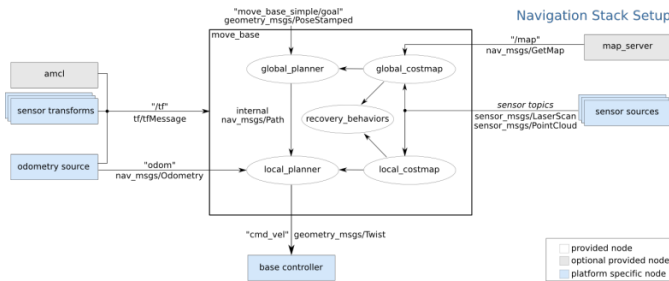 Navigation Stack Setup
"move_base_simple/goal"
geometry_msgs/PoseStamped
move_base
"/map"
nav_msgs/GetMap
map_server
amcl
global_planner
global_costmap
sensor transforms
"/tf"
tf/tfMessage
internal
nav_msgs/Path
recovery_behaviors
sensor topics
sensor_msgs/LaserScan
sensor_msgs/PointCloud
sensor sources
odometry source
"odom"
nav_msgs/Odometry
local_planner
local_costmap
"cmd_vel"
geometry_msgs/Twist
base controller
provided node
optional provided node
platform specific node